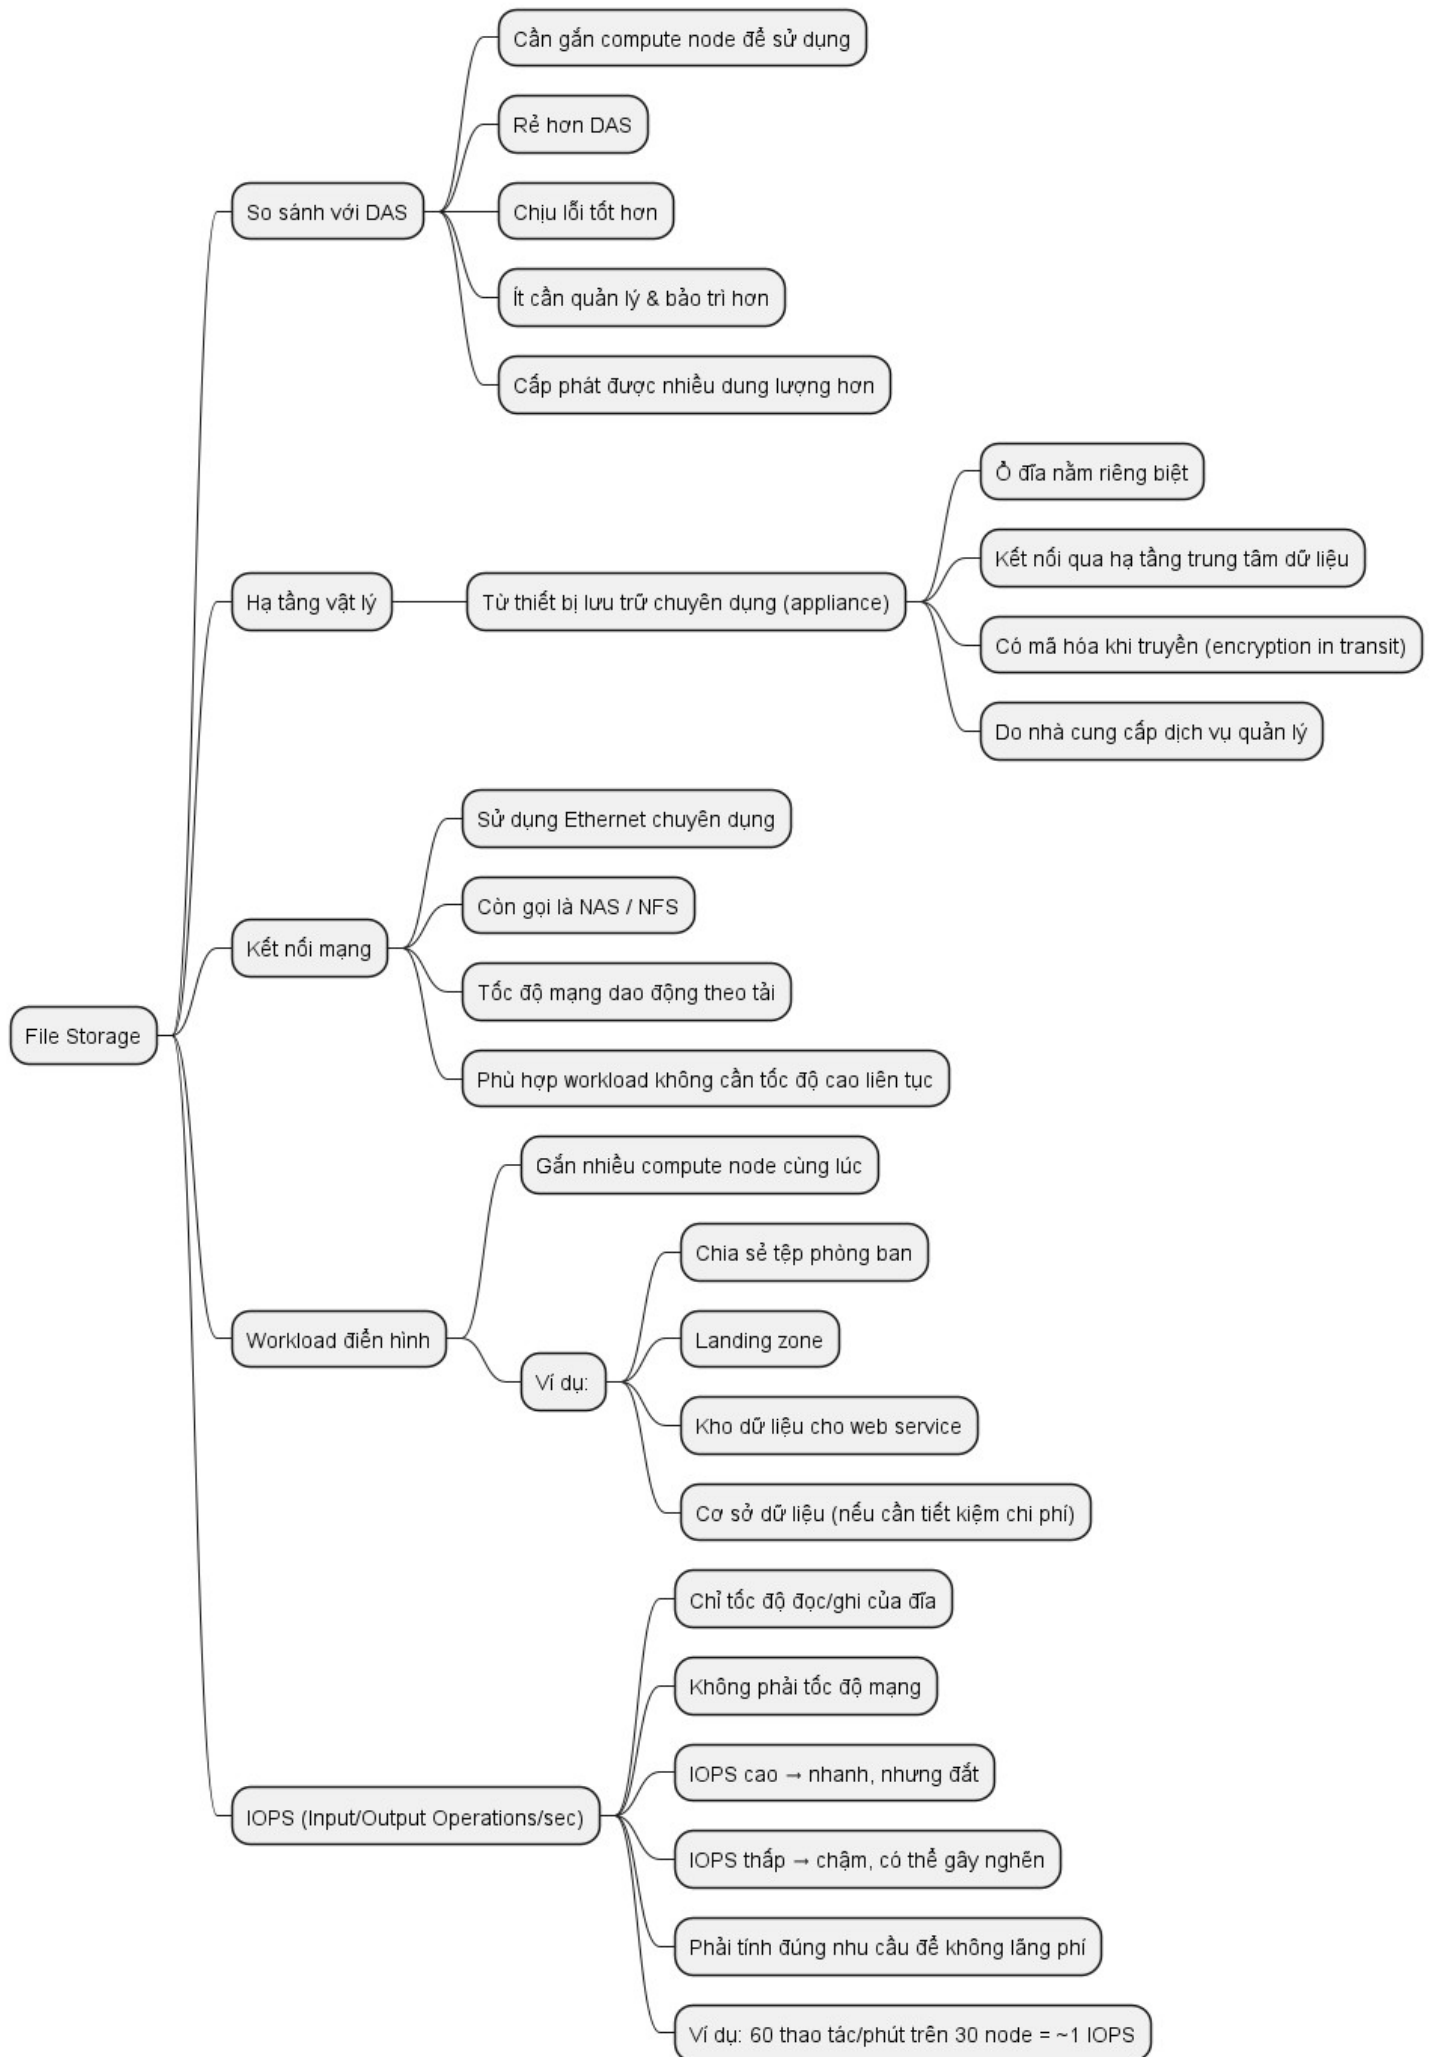 File Storage
So sánh với DAS
Cần gắn compute node để sử dụng
Rẻ hơn DAS
Chịu lỗi tốt hơn
Ít cần quản lý & bảo trì hơn
Cấp phát được nhiều dung lượng hơn
Hạ tầng vật lý
Từ thiết bị lưu trữ chuyên dụng (appliance)
Ổ đĩa nằm riêng biệt
Kết nối qua hạ tầng trung tâm dữ liệu
Có mã hóa khi truyền (encryption in transit)
Do nhà cung cấp dịch vụ quản lý
Kết nối mạng
Sử dụng Ethernet chuyên dụng
Còn gọi là NAS / NFS
Tốc độ mạng dao động theo tải
Phù hợp workload không cần tốc độ cao liên tục
Workload điển hình
Gắn nhiều compute node cùng lúc
Ví dụ:
Chia sẻ tệp phòng ban
Landing zone
Kho dữ liệu cho web service
Cơ sở dữ liệu (nếu cần tiết kiệm chi phí)
IOPS (Input/Output Operations/sec)
Chỉ tốc độ đọc/ghi của đĩa
Không phải tốc độ mạng
IOPS cao → nhanh, nhưng đắt
IOPS thấp → chậm, có thể gây nghẽn
Phải tính đúng nhu cầu để không lãng phí
Ví dụ: 60 thao tác/phút trên 30 node = ~1 IOPS